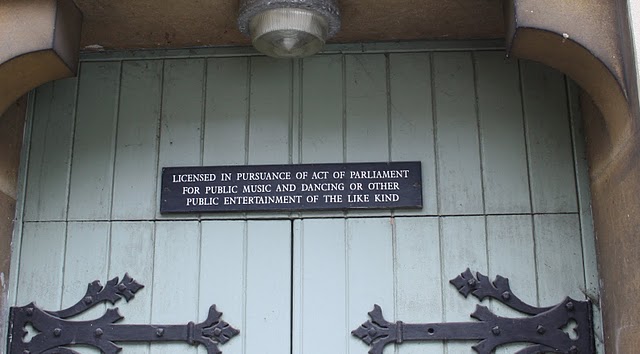 LICENSED IN PURSUANCE OF ACT OF PARLIAMENT
FOR PUBLIC MUSIC AND DANCING OR OTHER
PUBLIC ENTERTAINMENT OF THE LIKE KIND